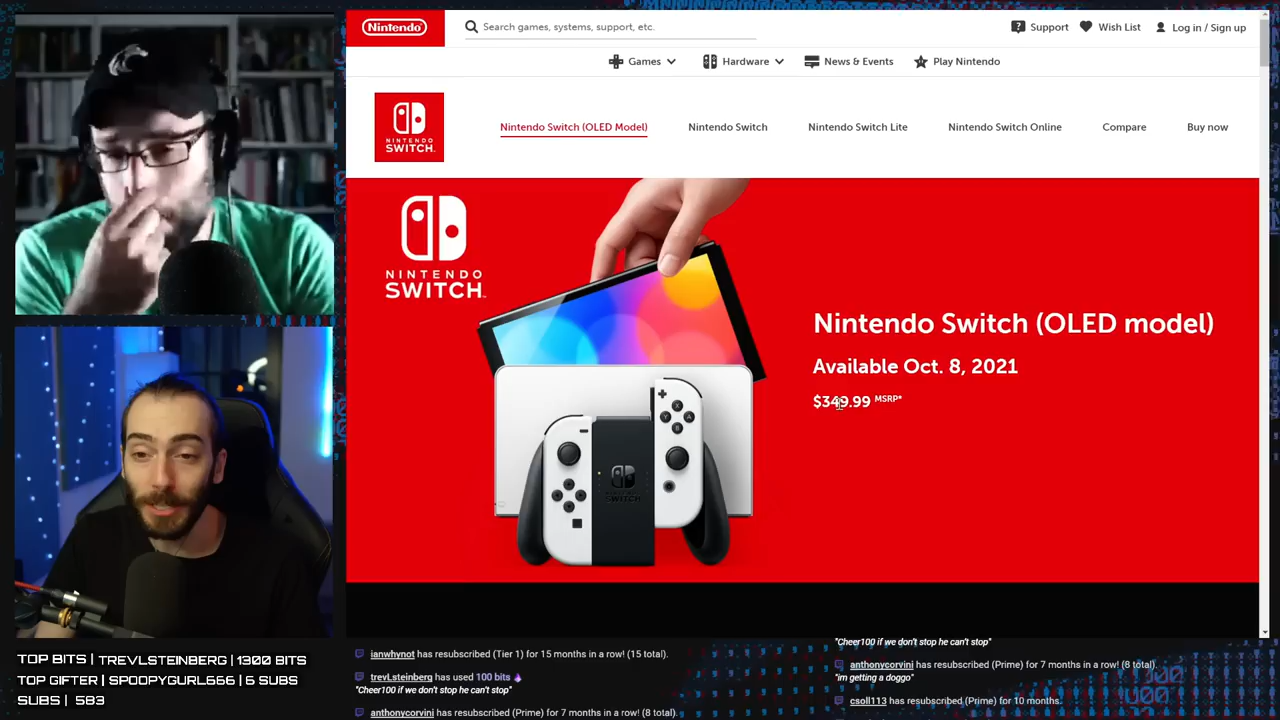 Nintendo
Search games, systems, support, etc.
Support
Wish List
Log in / Sign up
Games
Hardware
News & Events
Play Nintendo
NINTENDO
SWITCH
Nintendo Switch (OLED Model)
Nintendo Switch
Nintendo Switch Lite
Nintendo Switch Online
Compare
Buy now
NINTENDO
SWITCH
Nintendo Switch (OLED model)
Available Oct. 8, 2021
$349.99 MSRP*
X
Y
A
B
SWITCH
TOP BITS | TREVLSTEINBERG | 1300 BITS
TOP GIFTER | SPOOPYGURL666 | 6 SUBS
SUBS | 583
ianwhynot has resubscribed (Tier 1) for 15 months in a row! (15 total).
trevLsteinberg has used 100 bits
"Cheer100 if we don't stop he can't stop"
anthonycorvini has resubscribed (Prime) for 7 months in a row! (8 total).
"Cheer100 if we don't stop he can't stop"
anthonycorvini has resubscribed (Prime) for 7 months in a row! (8 total).
"im getting a doggo"
csoll113 has resubscribed (Prime) for 10 months.